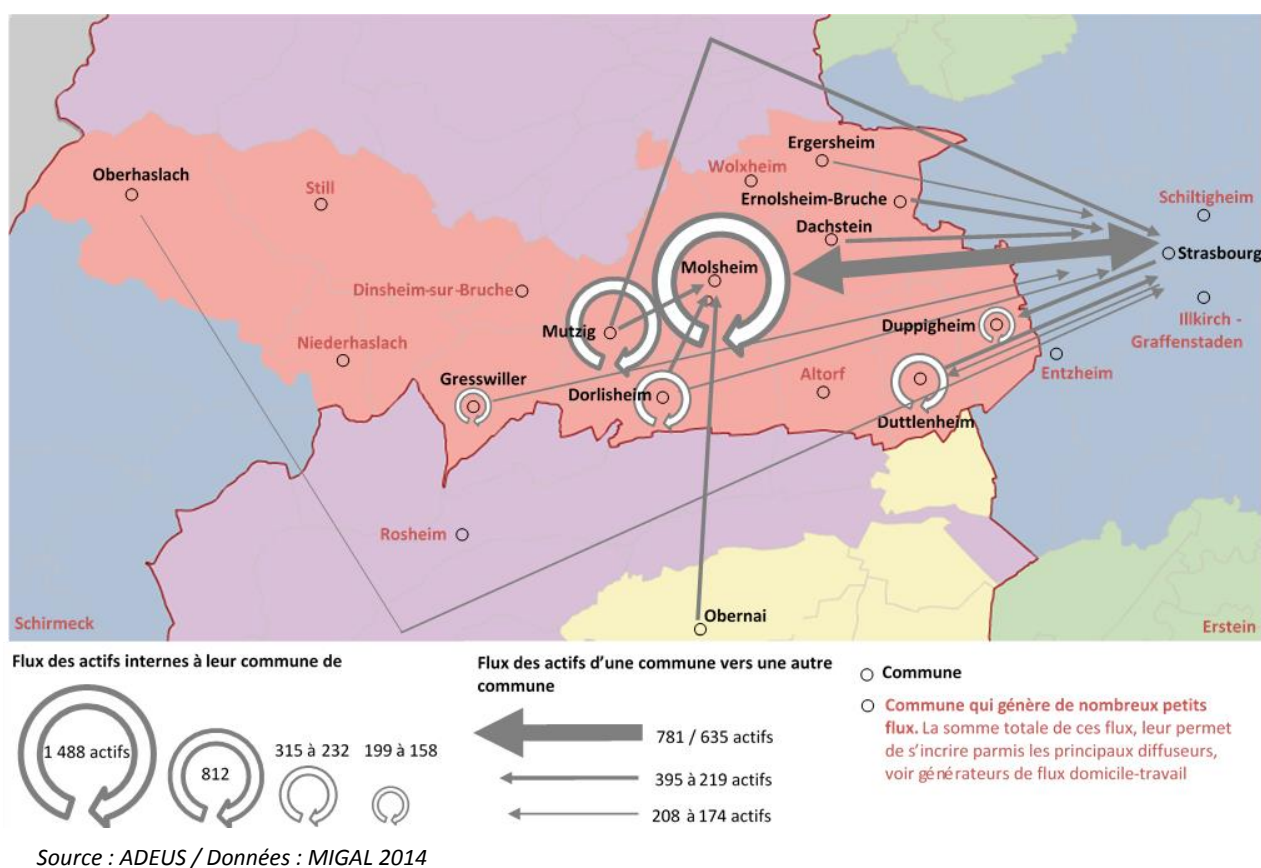 Ergersheim
Oberhaslach
Wolxheim
Still
Schiltigheim
Ernolsheim-Bruche
Dachstein
Strasbourg
Molsheim
Dinsheim-sur-Bruche
Mutzig
Duppigheim
Illkirch -
Graffenstaden
Niederhaslach
Entzheim
Gresswiller
Dorlisheim
Altorf
Duttlenheim
Rosheim
Obernai
Schirmeck
Erstein
Flux des actifs internes à leur commune de
1 488 actifs
812
315 à 232
199 à 158
Flux des actifs d'une commune vers une autre
commune
781 / 635 actifs
395 à 219 actifs
208 à 174 actifs
Commune
Commune qui génère de nombreux petits
flux. La somme totale de ces flux, leur permet
de s'incrire parmis les principaux diffuseurs,
voir générateurs de flux domicile-travail
Source : ADEUS / Données : MIGAL 2014